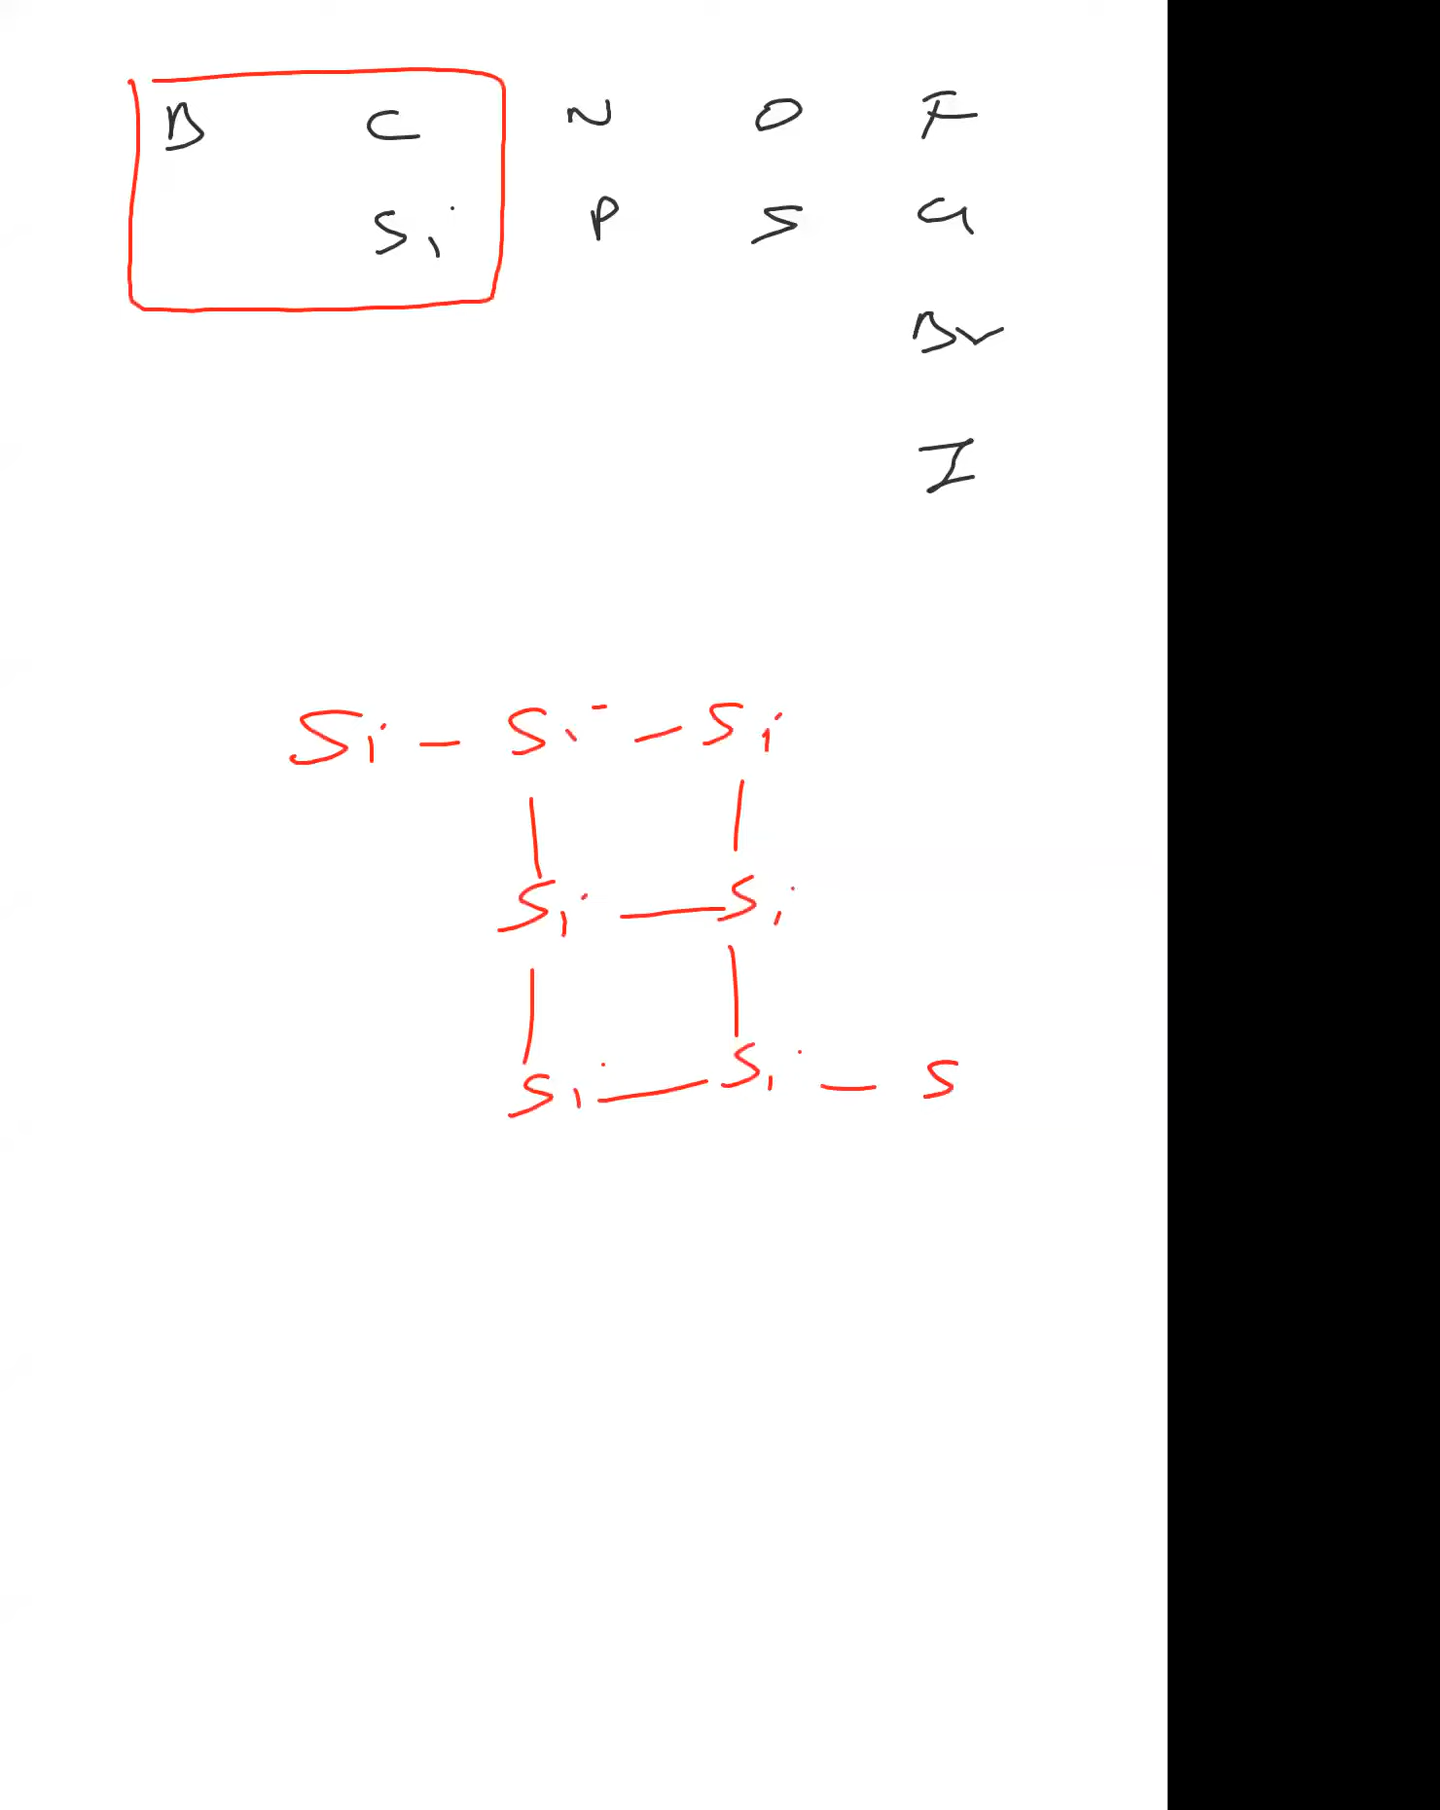 B C N O F
Si P S Cl
Br
I
Si - Si - Si
Si - Si
Si - Si - S